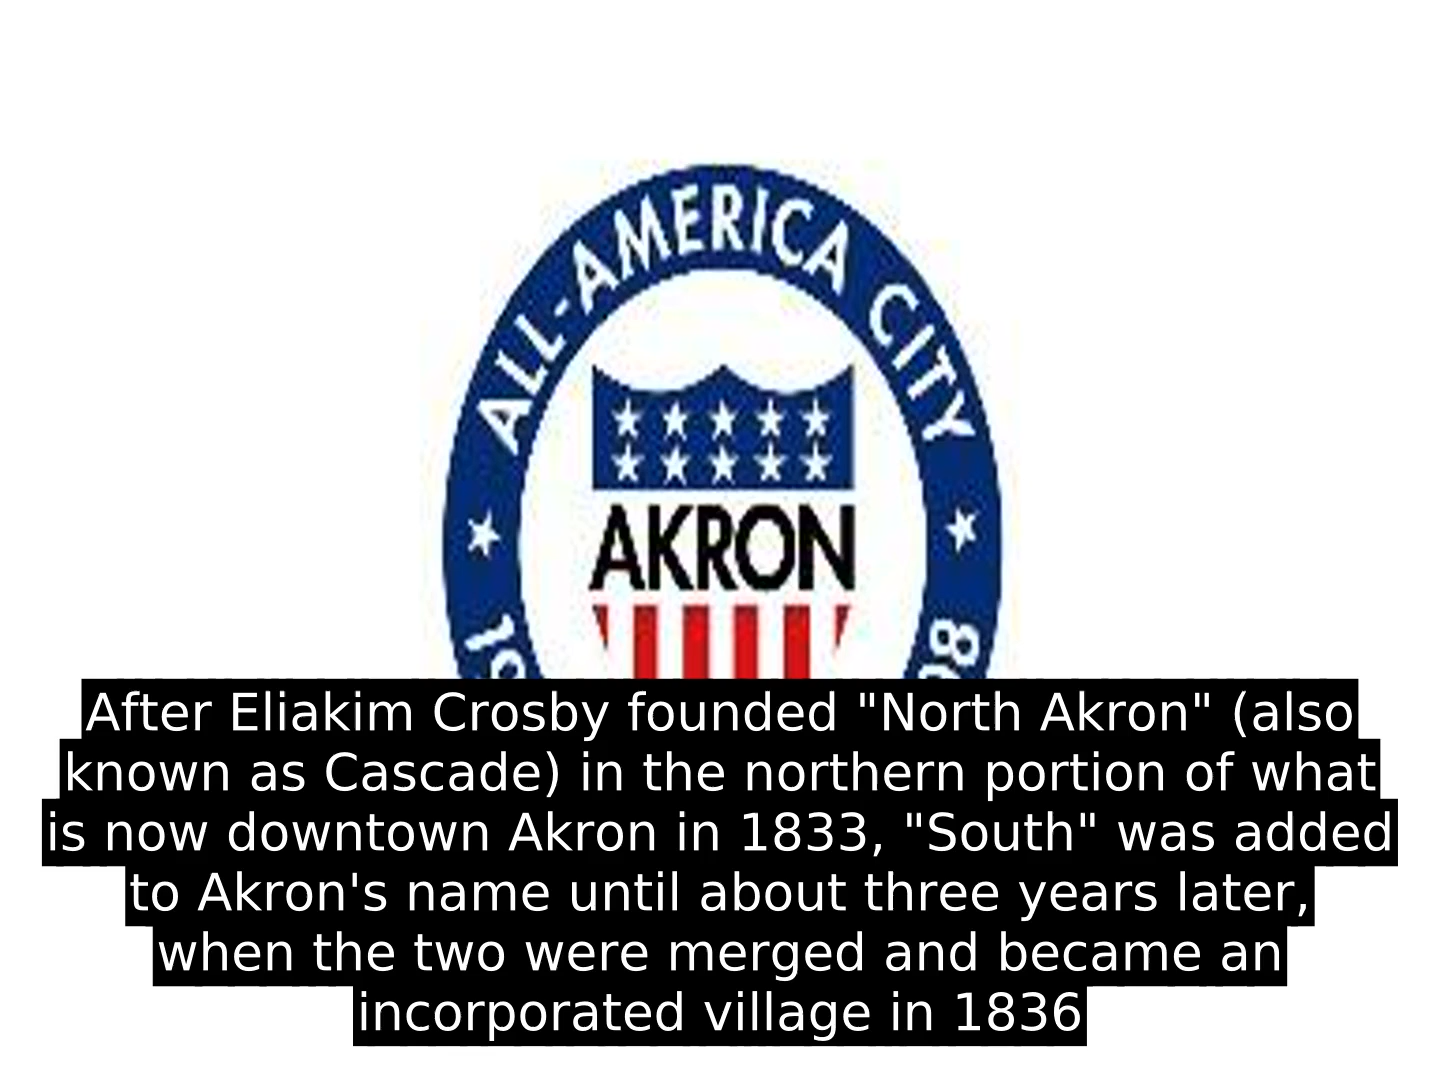 ALL-AMERICA CITY
AKRON
After Eliakim Crosby founded "North Akron" (also
known as Cascade) in the northern portion of what
is now downtown Akron in 1833, "South" was added
to Akron's name until about three years later,
when the two were merged and became an
incorporated village in 1836